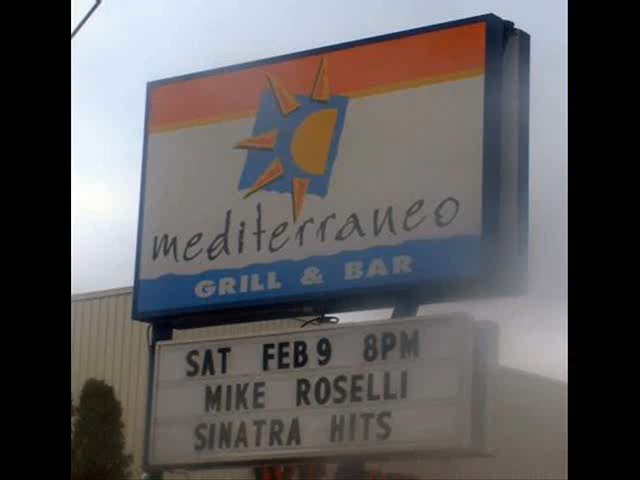 mediterraneo
GRILL & BAR
SAT FEB 9 8PM
MIKE ROSELLI
SINATRA HITS